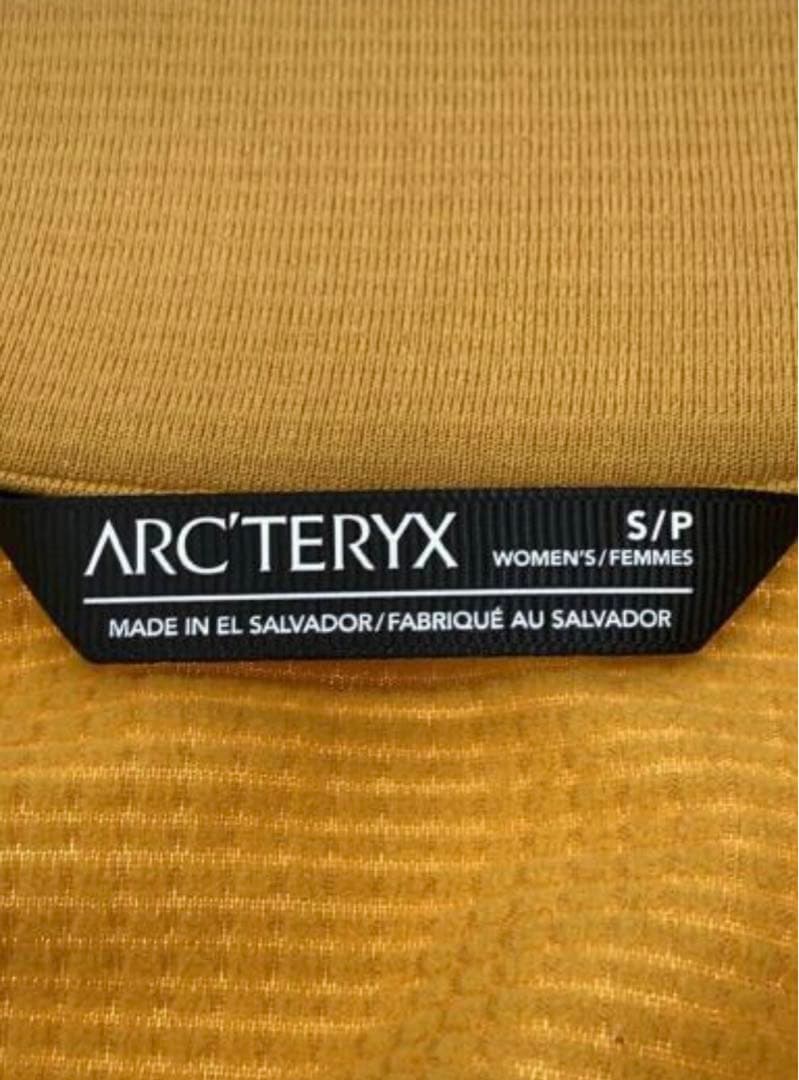 ARC'TERYX
S/P
WOMEN'S/FEMMES
MADE IN EL SALVADOR/FABRIQUÉ AU SALVADOR